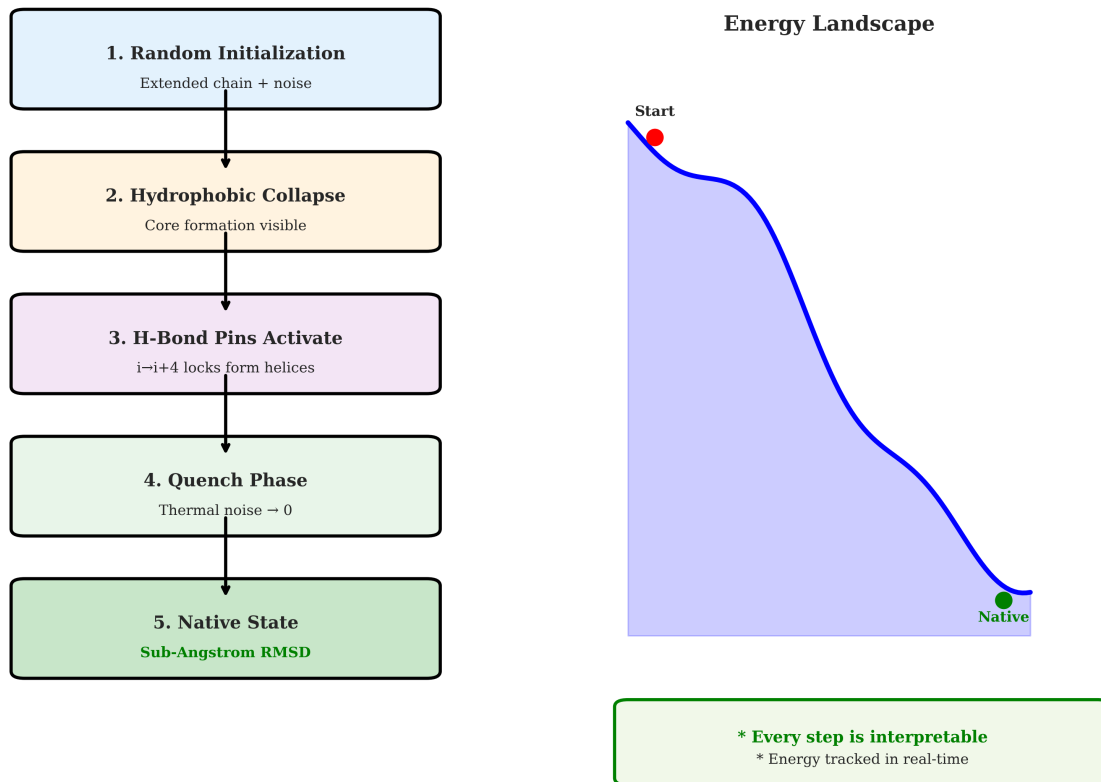 1. Random Initialization
Extended chain + noise
2. Hydrophobic Collapse
Core formation visible
3. H-Bond Pins Activate
i→i+4 locks form helices
4. Quench Phase
Thermal noise → 0
5. Native State
Sub-Angstrom RMSD
Energy Landscape
Start
Native
* Every step is interpretable
* Energy tracked in real-time